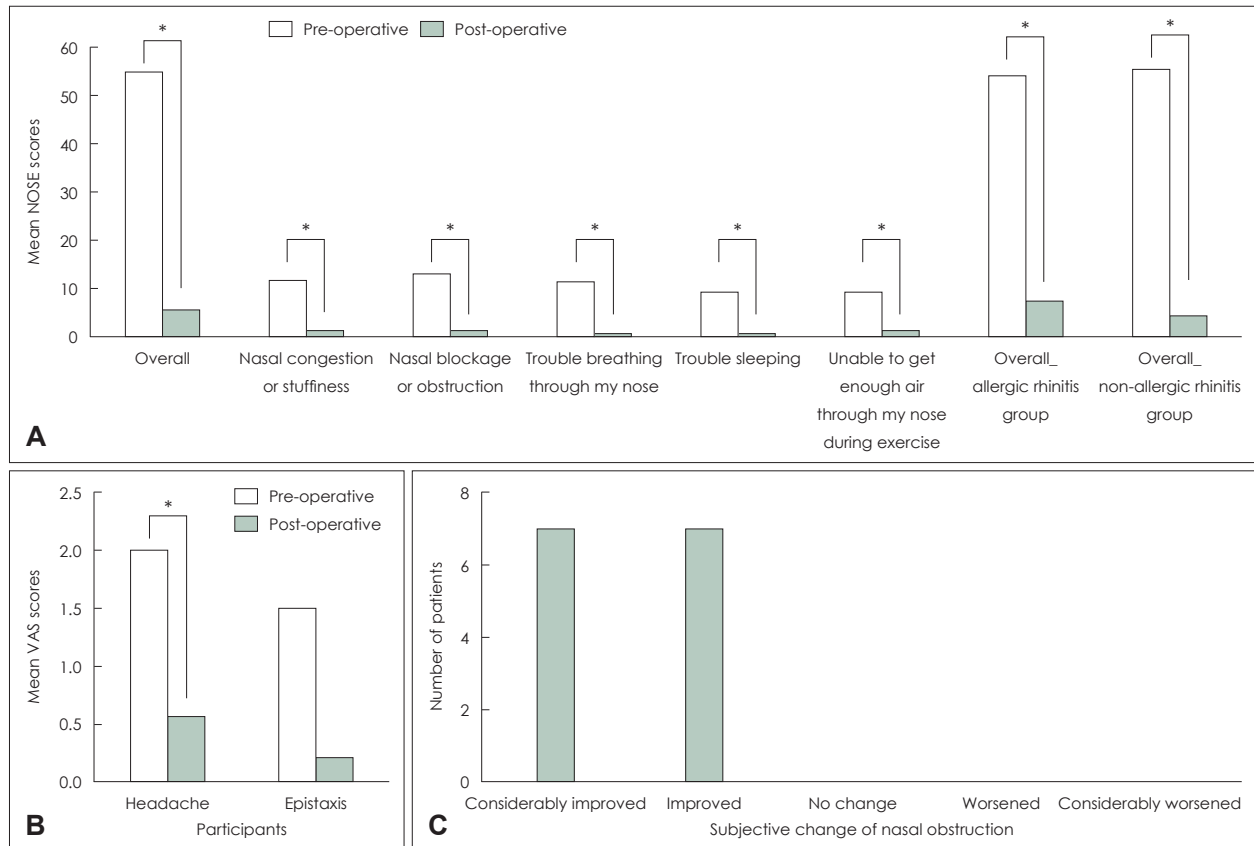 Pre-operative Post-operative
* * * * * * * *
60
50
40
30
20
10
0
Mean NOSE scores
Overall
Nasal congestion
or stuffiness
Nasal blockage
or obstruction
Trouble breathing
through my nose
Trouble sleeping
Unable to get
enough air
through my nose
during exercise
Overall_
allergic rhinitis
group
Overall_
non-allergic rhinitis
group
A
2.5
2.0
1.5
1.0
0.5
0.0
Mean VAS scores
*
Pre-operative
Post-operative
Headache Epistaxis
Participants
B
8
6
4
2
0
Number of patients
Considerably improved Improved No change Worsened Considerably worsened
Subjective change of nasal obstruction
C